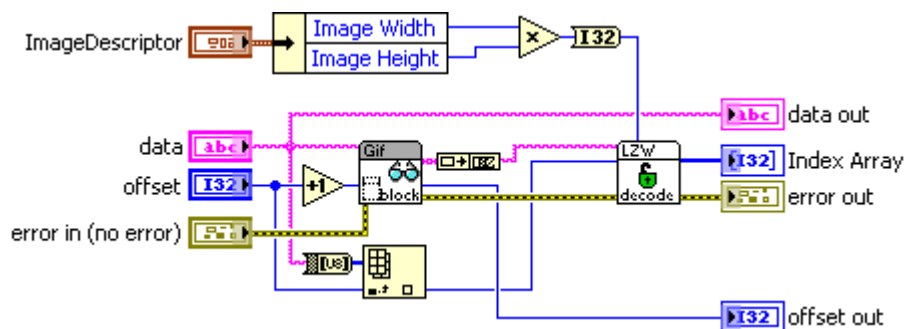 Image Width
ImageDescriptor
Image Height
I32
data
abc
Gif
block
LZW
decode
abc
data out
offset
I32
+1
[I32]
Index Array
error in (no error)
error out
[U8]
I32
offset out